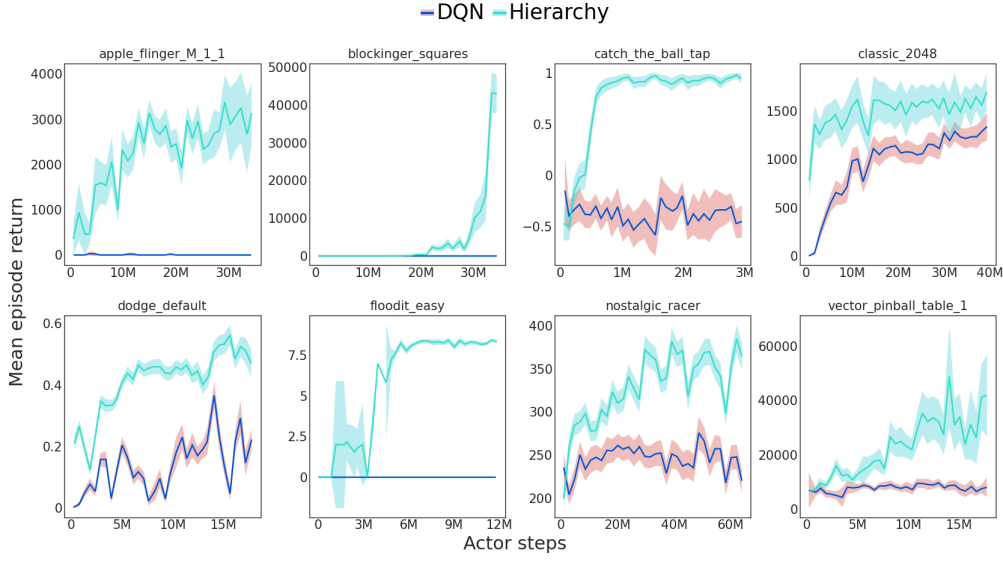 DQN Hierarchy
apple_flinger_M_1_1 blockinger_squares catch_the_ball_tap classic_2048
4000 3000 2000 1000 0
0 10M 20M 30M
50000 40000 30000 20000 10000 0
10M 20M 30M
1 0.5 0 −0.5
1M 2M 3M
1500 1000 500 0
0 10M 20M 30M 40M
dodge_default floodit_easy nostalgic_racer vector_pinball_table_1
0.6 0.4 0.2 0
0 5M 10M 15M
7.5 5 2.5 0
0 3M 6M 9M 12M
400 350 300 250 200
20M 40M 60M
60000 40000 20000 0
0 5M 10M 15M
Mean episode return
Actor steps